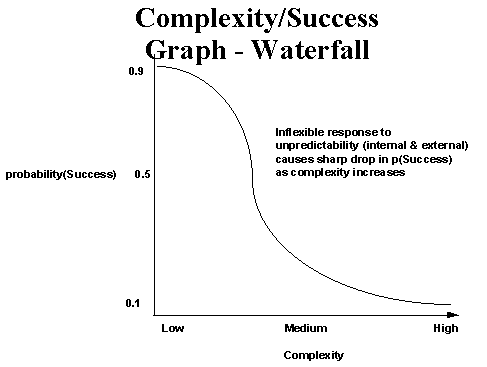 Complexity/Success
Graph - Waterfall
0.9
Inflexible response to
unpredictability (internal & external)
causes sharp drop in p(Success)
as complexity increases
probability(Success)
0.5
0.1
Low
Medium
High
Complexity